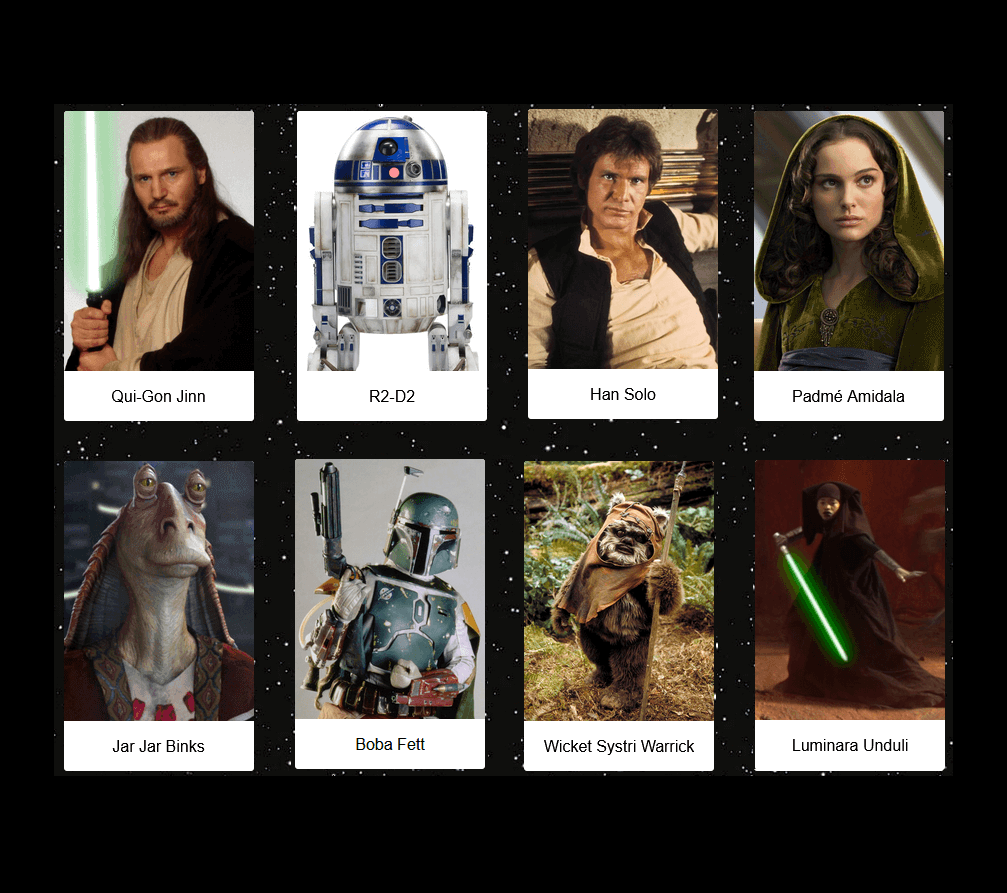 Qui-Gon Jinn
R2-D2
Han Solo
Padmé Amidala
Jar Jar Binks
Boba Fett
Wicket Systri Warrick
Luminara Unduli